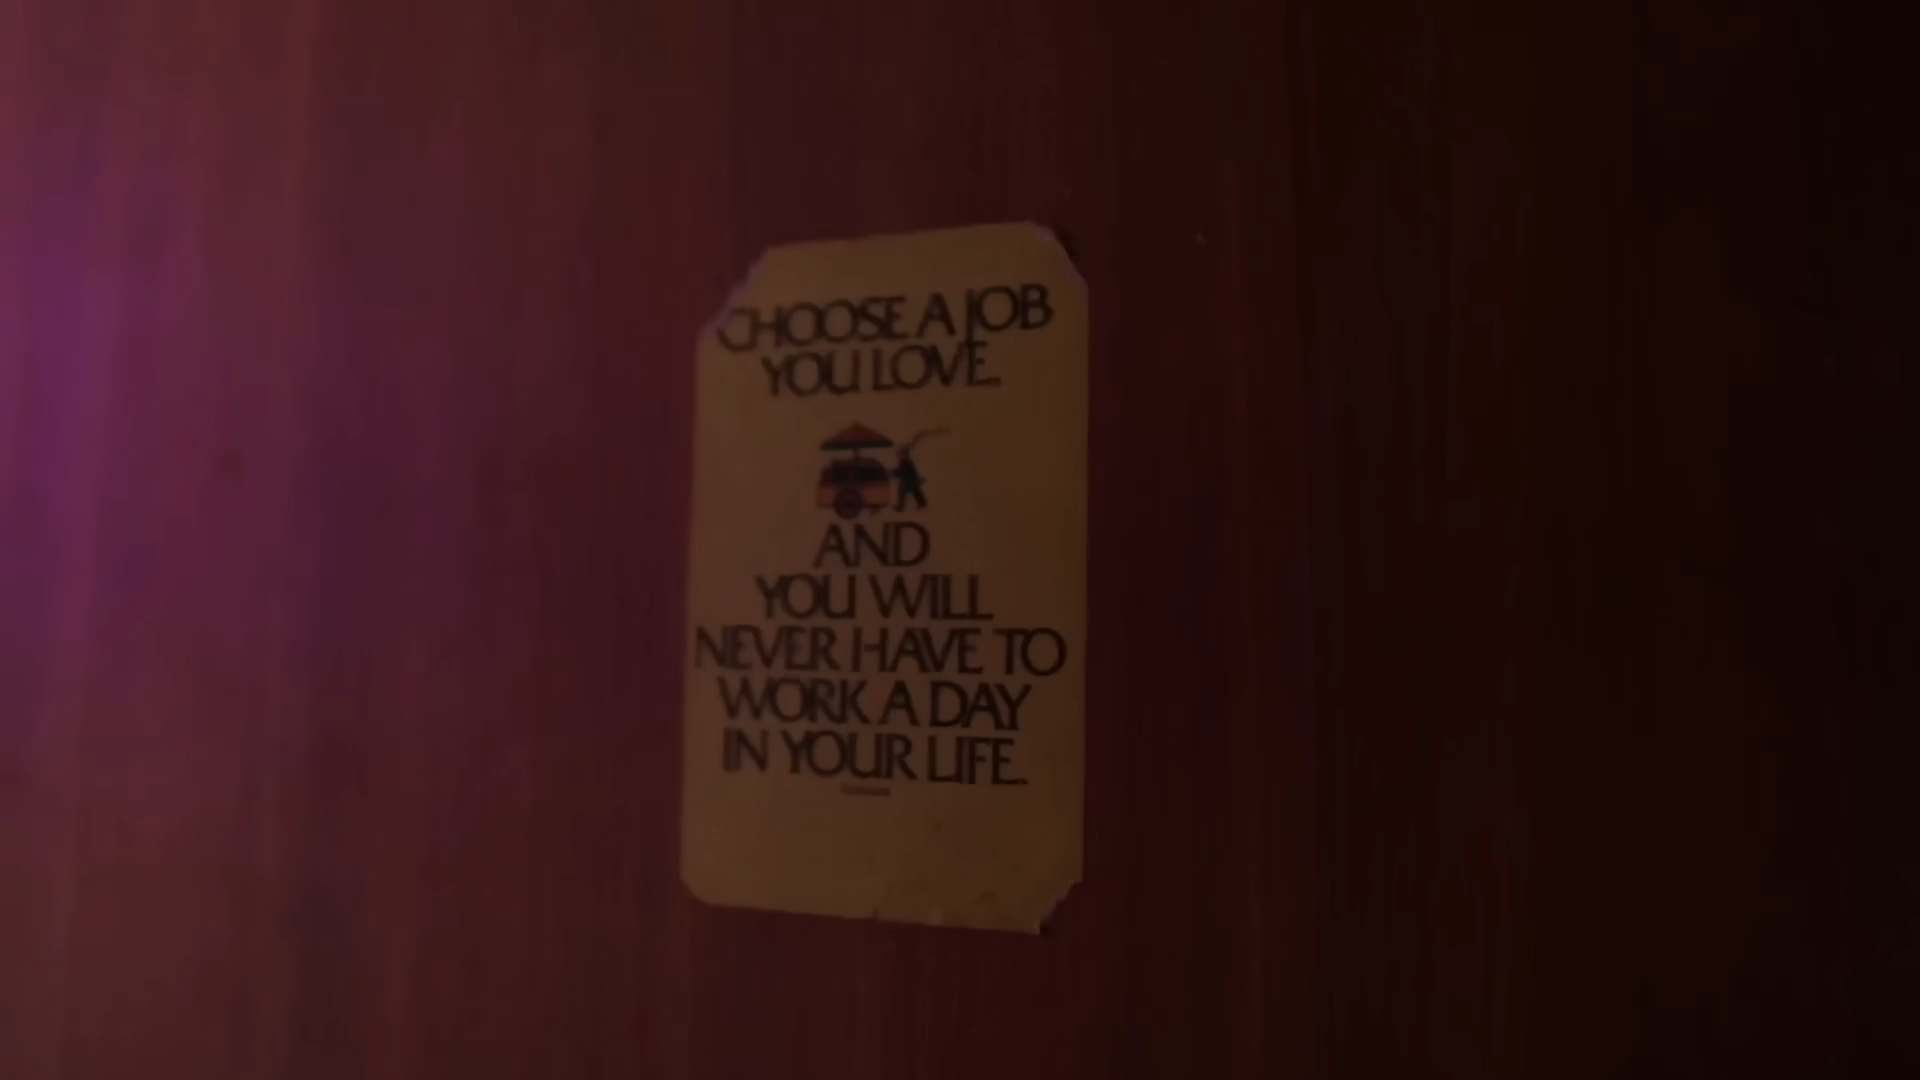 CHOOSE A JOB
YOU LOVE.
AND
YOU WILL
NEVER HAVE TO
WORK A DAY
IN YOUR LIFE.